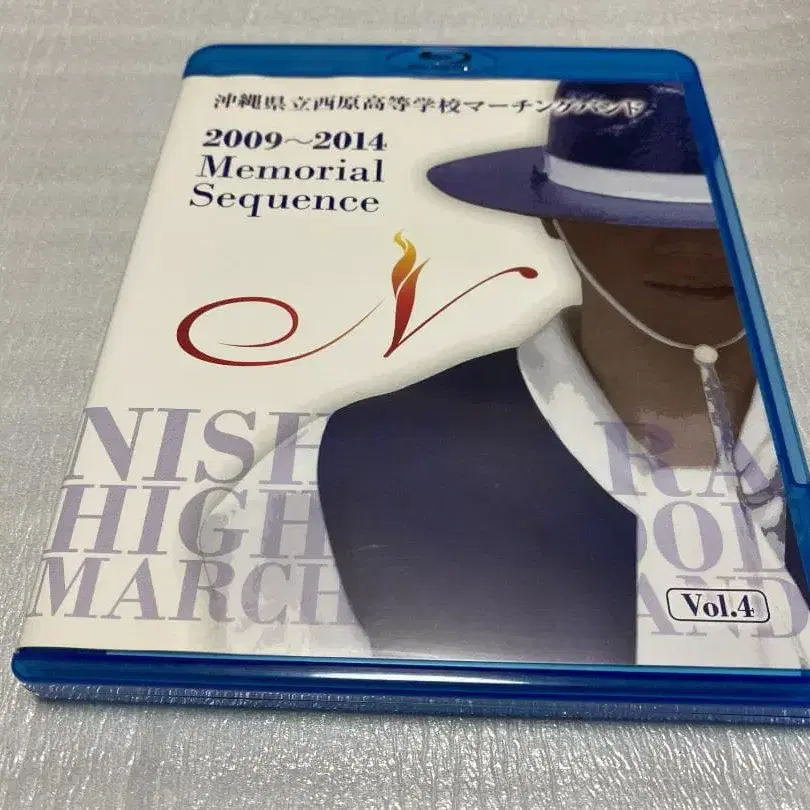 沖縄県立西原高等学校マーチングバンド
2009～2014
Memorial
Sequence
N
NISH RA
HIGH OOL
MARCH AND
Vol.4